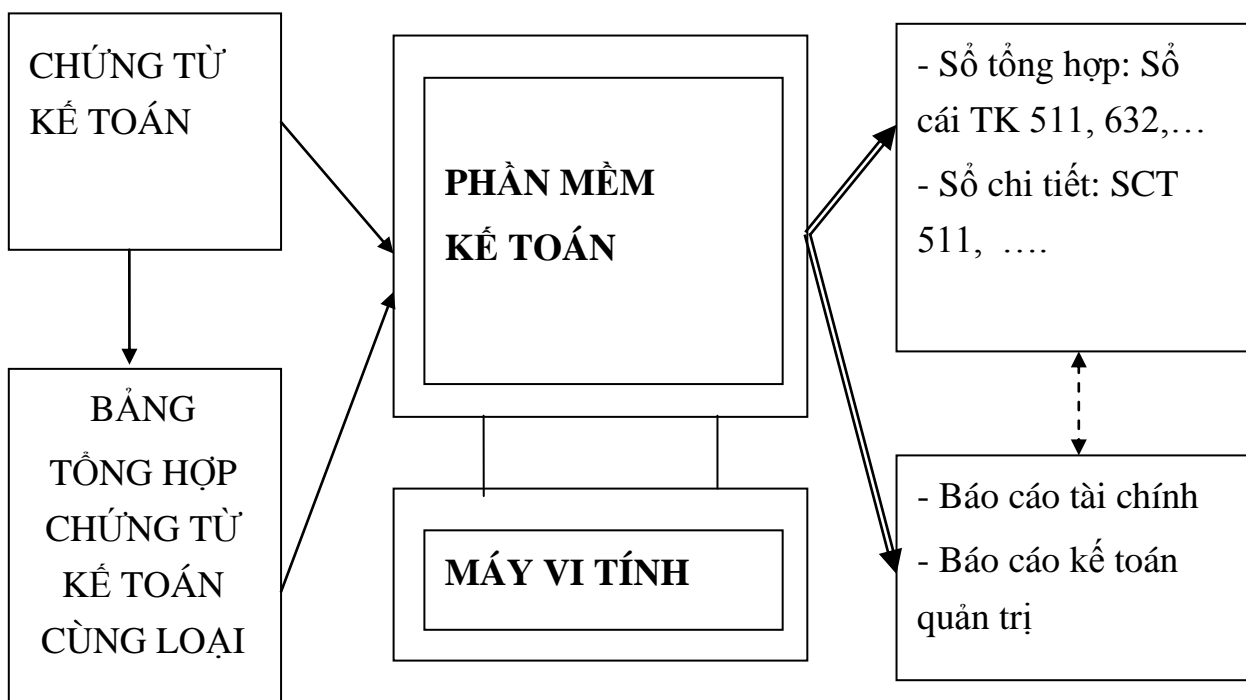 CHỨNG TỪ
KẾ TOÁN
BẢNG
TỔNG HỢP
CHỨNG TỪ
KẾ TOÁN
CÙNG LOẠI
PHẦN MỀM
KẾ TOÁN
MÁY VI TÍNH
- Sổ tổng hợp: Sổ
cái TK 511, 632,…
- Sổ chi tiết: SCT
511, ….
- Báo cáo tài chính
- Báo cáo kế toán
quản trị